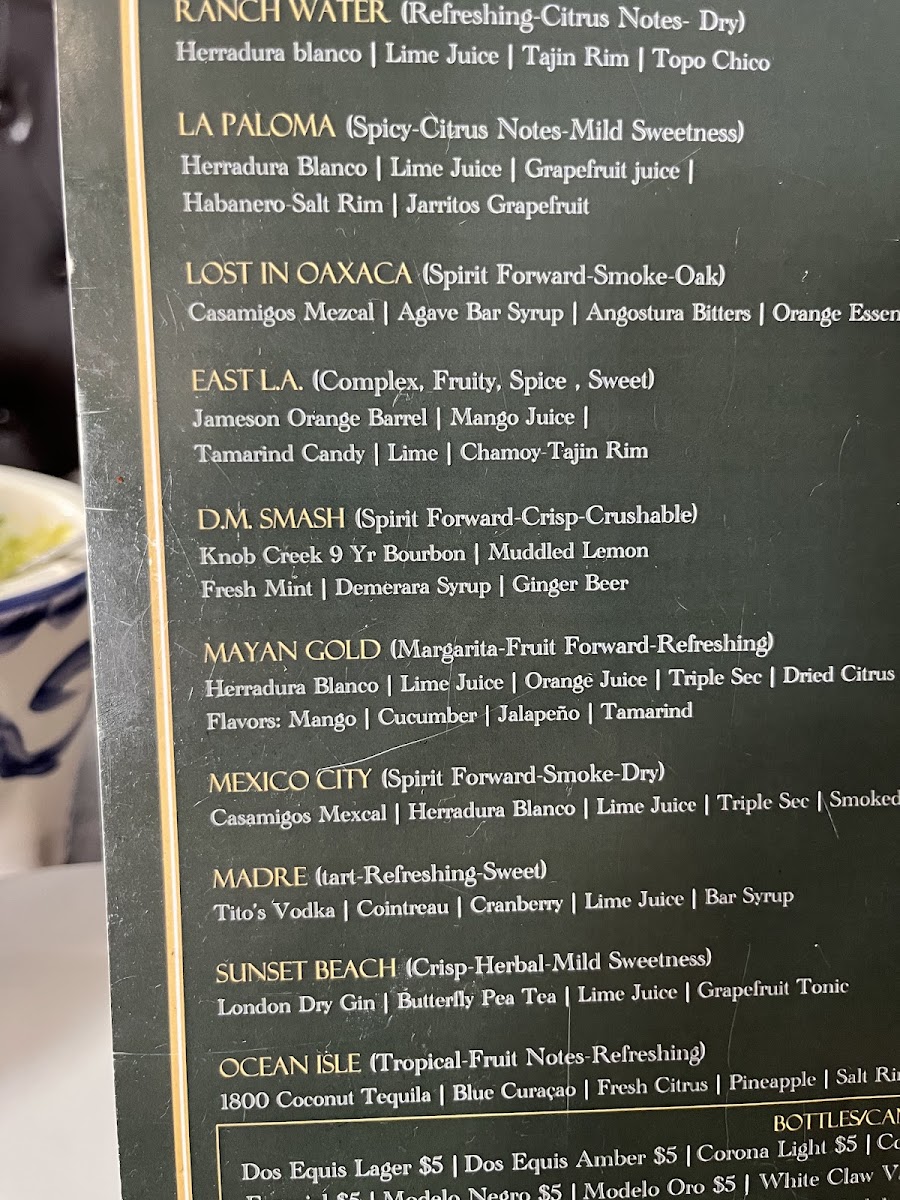 RANCH WATER (Refreshing-Citrus Notes- Dry)
Herradura blanco | Lime Juice | Tajin Rim | Topo Chico
LA PALOMA (Spicy-Citrus Notes-Mild Sweetness)
Herradura Blanco | Lime Juice | Grapefruit juice |
Habanero-Salt Rim | Jarritos Grapefruit
LOST IN OAXACA (Spirit Forward-Smoke-Oak)
Casamigos Mezcal | Agave Bar Syrup | Angostura Bitters | Orange Essen
EAST L.A. (Complex, Fruity, Spice , Sweet)
Jameson Orange Barrel | Mango Juice |
Tamarind Candy | Lime | Chamoy-Tajin Rim
D.M. SMASH (Spirit Forward-Crisp-Crushable)
Knob Creek 9 Yr Bourbon | Muddled Lemon
Fresh Mint | Demerara Syrup | Ginger Beer
MAYAN GOLD (Margarita-Fruit Forward-Refreshing)
Herradura Blanco | Lime Juice | Orange Juice | Triple Sec | Dried Citrus
Flavors: Mango | Cucumber | Jalapeño | Tamarind
MEXICO CITY (Spirit Forward-Smoke-Dry)
Casamigos Mexcal | Herradura Blanco | Lime Juice | Triple Sec | Smoked
MADRE (tart-Refreshing-Sweet)
Tito's Vodka | Cointreau | Cranberry | Lime Juice | Bar Syrup
SUNSET BEACH (Crisp-Herbal-Mild Sweetness)
London Dry Gin | Butterfly Pea Tea | Lime Juice | Grapefruit Tonic
OCEAN ISLE (Tropical-Fruit Notes-Refreshing)
1800 Coconut Tequila | Blue Curaçao | Fresh Citrus | Pineapple | Salt Ri
BOTTLES/CA
Dos Equis Lager $5 | Dos Equis Amber $5 | Corona Light $5 | Co
$5 | Modelo Negro $5 | Modelo Oro $5 | White Claw V